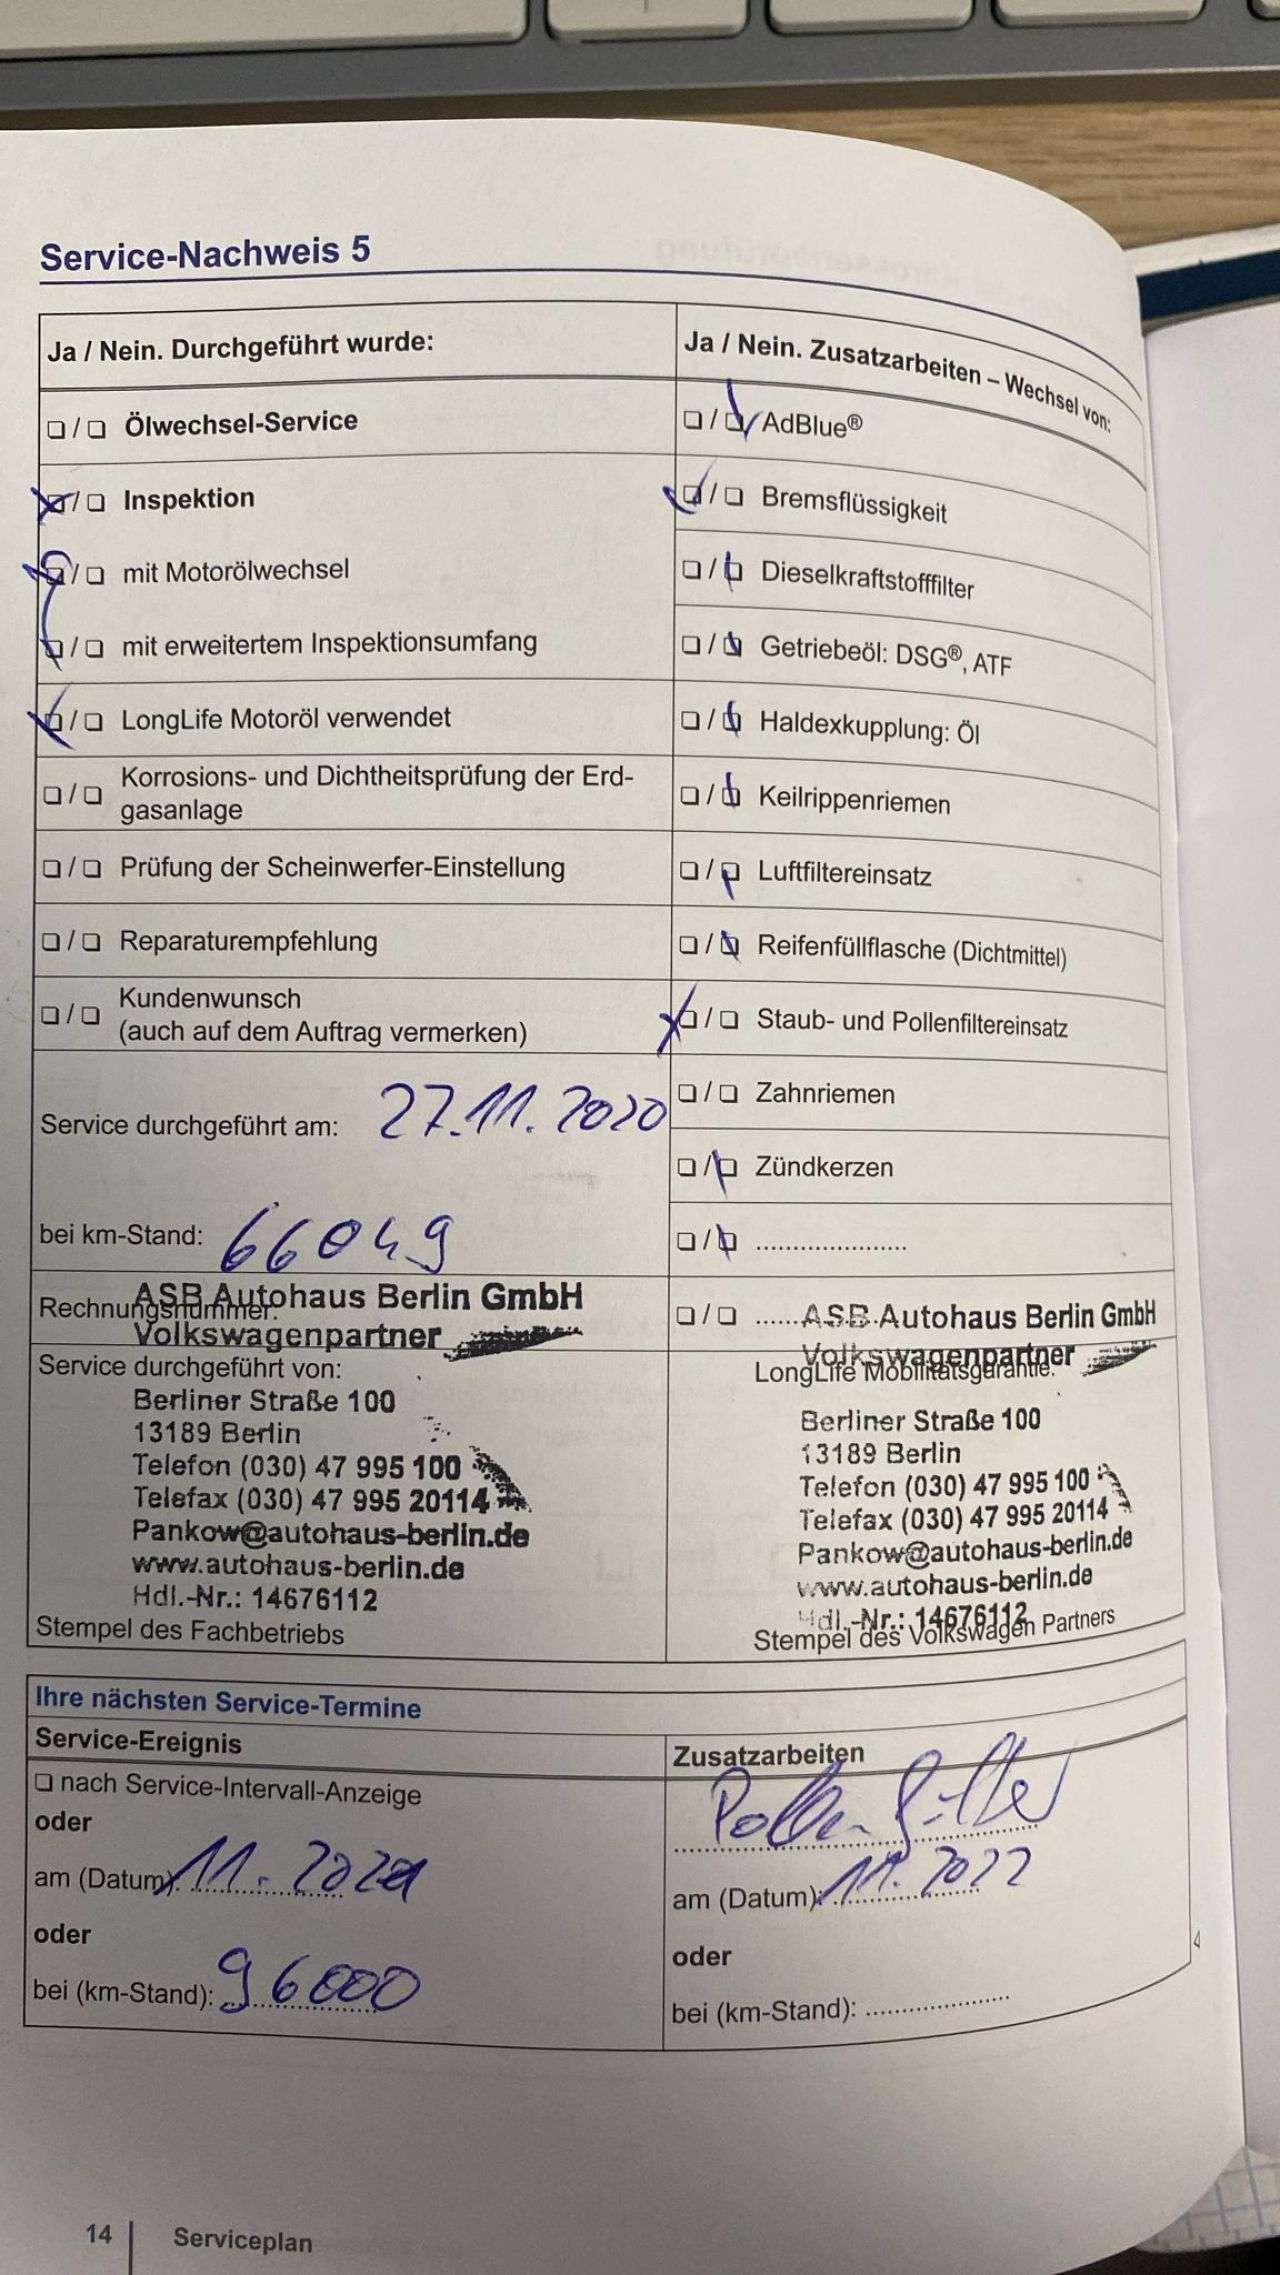 Service-Nachweis 5
Ja / Nein. Durchgeführt wurde:
❏ / ❏ Ölwechsel-Service
❏ / ❏ Inspektion
❏ / ❏ mit Motorölwechsel
❏ / ❏ mit erweitertem Inspektionsumfang
❏ / ❏ LongLife Motoröl verwendet
❏ / ❏ Korrosions- und Dichtheitsprüfung der Erd-
gasanlage
❏ / ❏ Prüfung der Scheinwerfer-Einstellung
❏ / ❏ Reparaturempfehlung
❏ / ❏ Kundenwunsch
(auch auf dem Auftrag vermerken)
Service durchgeführt am: 27.11.2020
bei km-Stand: 66049
Rechnungsnummer:
ASB Autohaus Berlin GmbH
Volkswagenpartner
Service durchgeführt von:
Berliner Straße 100
13189 Berlin
Telefon (030) 47 995 100
Telefax (030) 47 995 20114
Pankow@autohaus-berlin.de
www.autohaus-berlin.de
Hdl.-Nr.: 14676112
Stempel des Fachbetriebs
Ja / Nein. Zusatzarbeiten – Wechsel von:
❏ / ❏ AdBlue®
❏ / ❏ Bremsflüssigkeit
❏ / ❏ Dieselkraftstofffilter
❏ / ❏ Getriebeöl: DSG®, ATF
❏ / ❏ Haldexkupplung: Öl
❏ / ❏ Keilrippenriemen
❏ / ❏ Luftfiltereinsatz
❏ / ❏ Reifenfüllflasche (Dichtmittel)
❏ / ❏ Staub- und Pollenfiltereinsatz
❏ / ❏ Zahnriemen
❏ / ❏ Zündkerzen
❏ / ❏ .....................
❏ / ❏ ......
ASB Autohaus Berlin GmbH
Volkswagenpartner
LongLife Mobilitätsgarantie:
Berliner Straße 100
13189 Berlin
Telefon (030) 47 995 100
Telefax (030) 47 995 20114
Pankow@autohaus-berlin.de
www.autohaus-berlin.de
Hdl.-Nr.: 14676112
Stempel des Volkswagen Partners
Ihre nächsten Service-Termine
Service-Ereignis
❏ nach Service-Intervall-Anzeige
oder
am (Datum): 11.2021
oder
bei (km-Stand): 96000
Zusatzarbeiten
Pollenfilter
am (Datum): 11.2022
oder
bei (km-Stand): ....................
14
Serviceplan